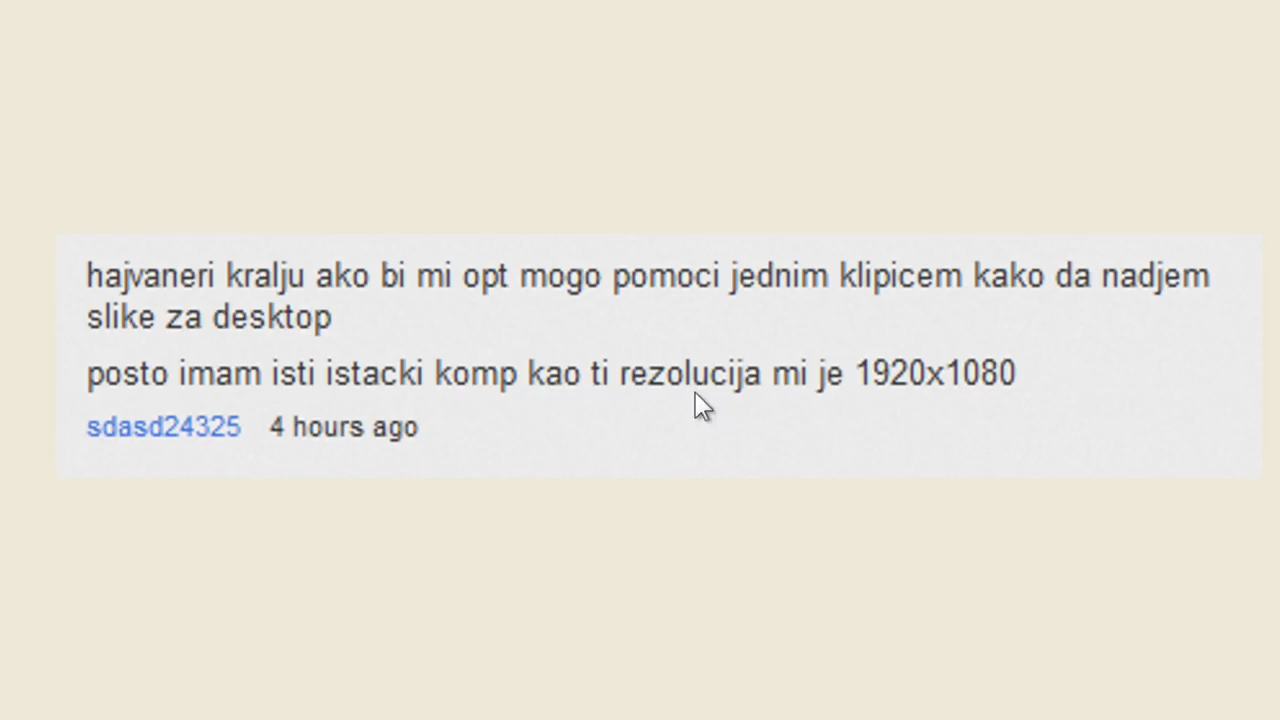 hajvaneri kralju ako bi mi opt mogo pomoci jednim klipicem kako da nadjem
slike za desktop
posto imam isti istacki komp kao ti rezolucija mi je 1920x1080
sdasd24325 4 hours ago